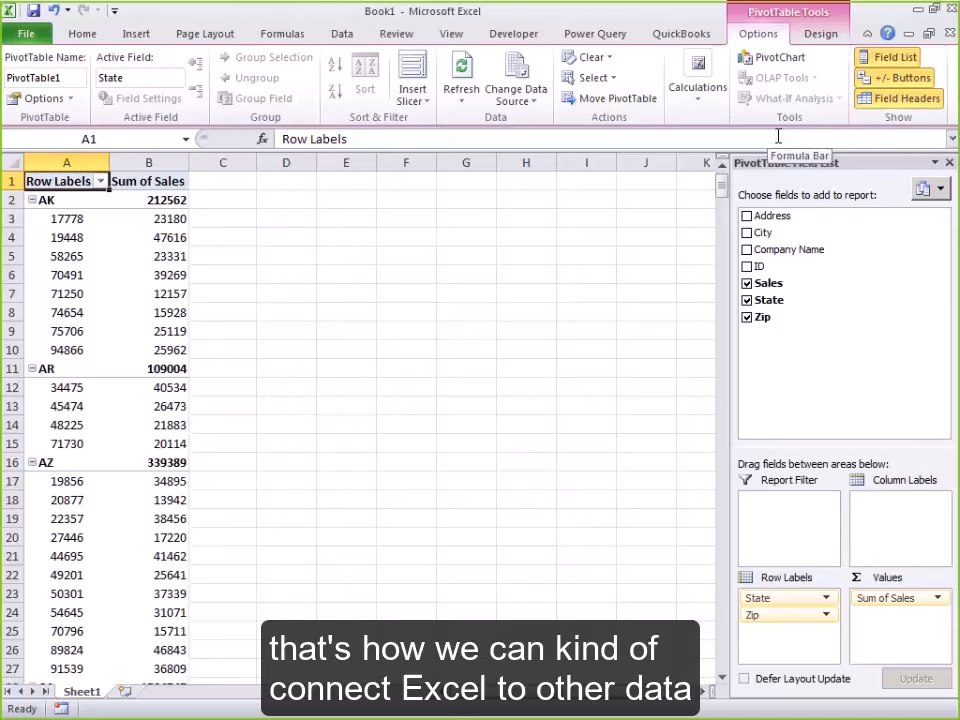 Book1 - Microsoft Excel
PivotTable Tools
File Home Insert Page Layout Formulas Data Review View Developer Power Query QuickBooks Options Design
PivotTable Name: Active Field: Group Selection Clear Select PivotChart Field List
PivotTable1 State Ungroup OLAP Tools +/- Buttons
Options Field Settings Group Field Sort Insert Slicer Refresh Change Data Source Move PivotTable Calculations What-If Analysis Field Headers
PivotTable Active Field Group Sort & Filter Data Actions Tools Show
A1 fx Row Labels
Formula Bar
A B C D E F G H I J K
PivotTable Field List
1 Row Labels Sum of Sales
2 AK 212562
3 17778 23180
4 19448 47616
5 58265 23331
6 70491 39269
7 71250 12157
8 74654 15928
9 75706 25119
10 94866 25962
11 AR 109004
12 34475 40534
13 45474 26473
14 48225 21883
15 71730 20114
16 AZ 339389
17 19856 34895
18 20877 13942
19 22357 38456
20 27446 17220
21 44695 41462
22 49201 25641
23 50301 37339
24 54645 31071
25 70796 15711
26 89824 46843
27 91539 36809
Choose fields to add to report:
Address
City
Company Name
ID
Sales
State
Zip
Drag fields between areas below:
Report Filter Column Labels
Row Labels Σ Values
State Sum of Sales
Zip
Defer Layout Update Update
Sheet1
Ready
that's how we can kind of
connect Excel to other data